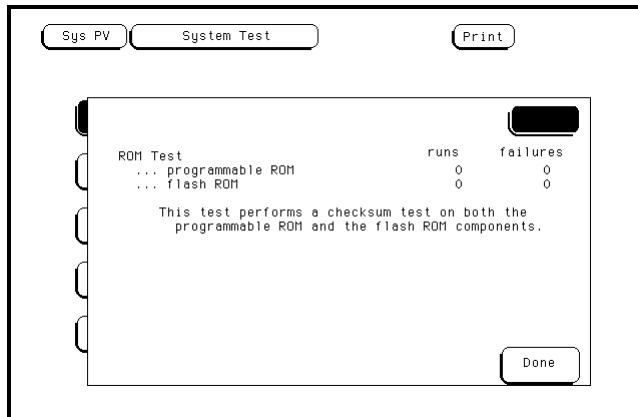 Sys PV System Test Print
ROM Test runs failures
... programmable ROM 0 0
... flash ROM 0 0
This test performs a checksum test on both the
programmable ROM and the flash ROM components.
Done